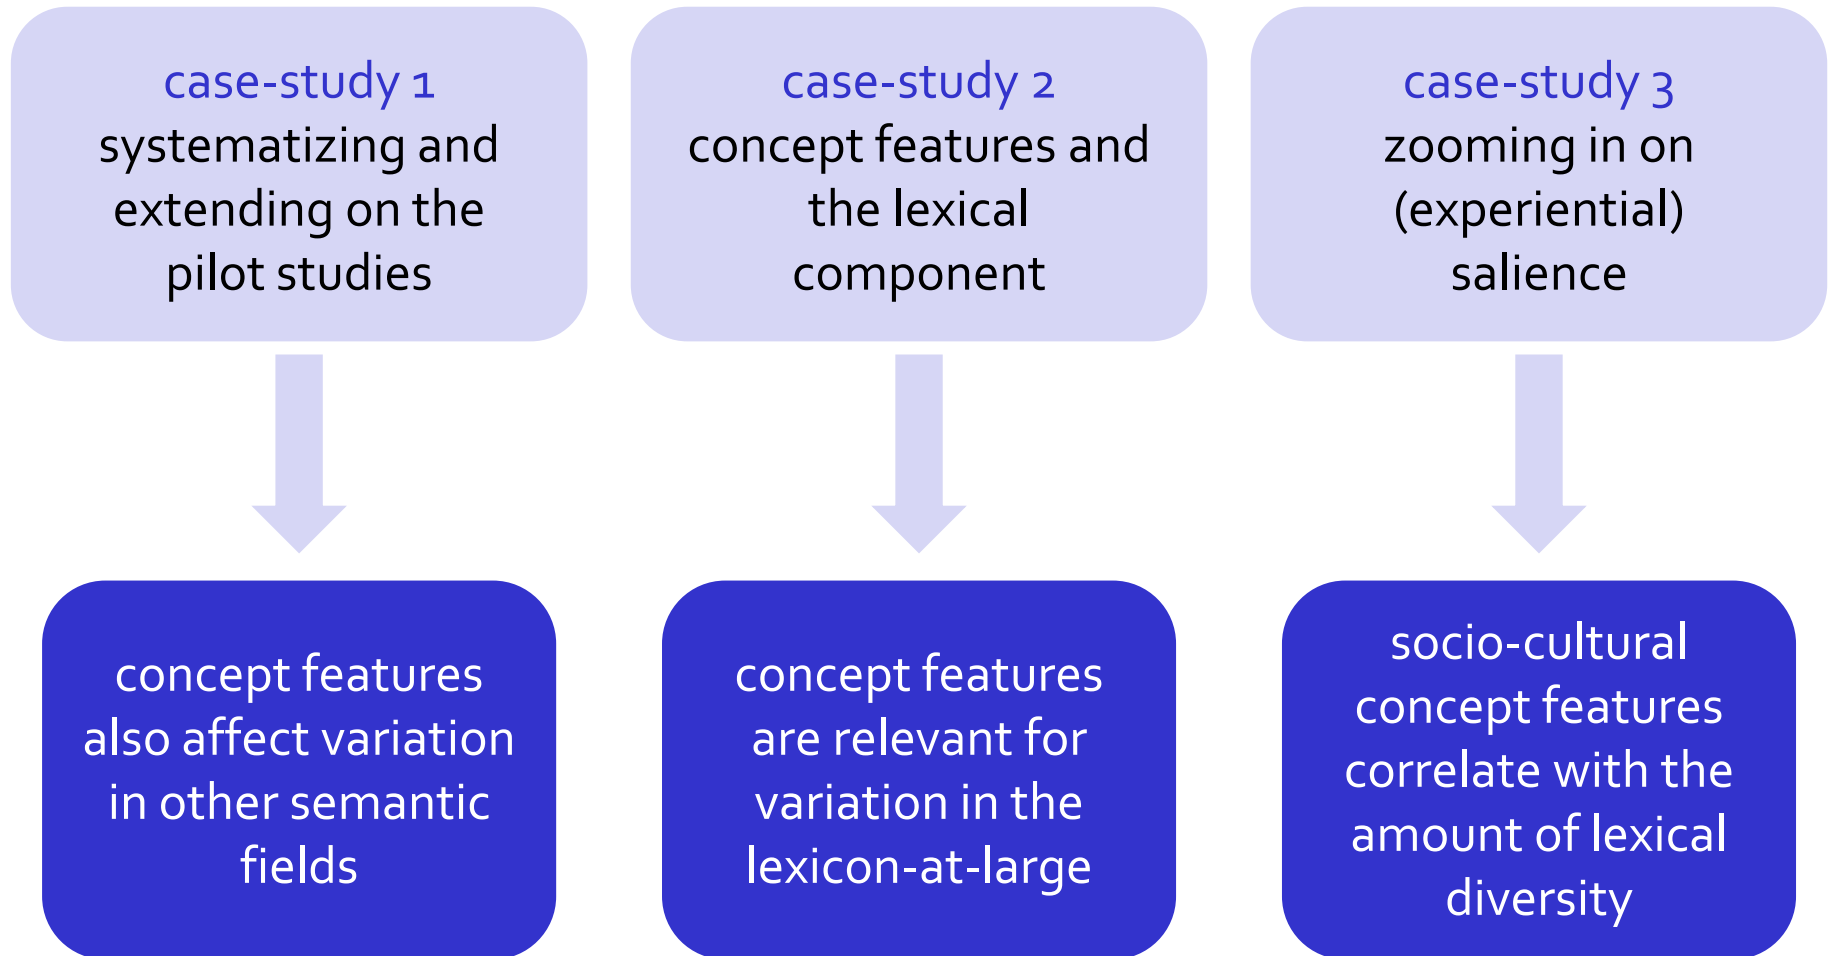 case-study 1
systematizing and
extending on the
pilot studies
case-study 2
concept features and
the lexical
component
case-study 3
zooming in on
(experiential)
salience
concept features
also affect variation
in other semantic
fields
concept features
are relevant for
variation in the
lexicon-at-large
socio-cultural
concept features
correlate with the
amount of lexical
diversity